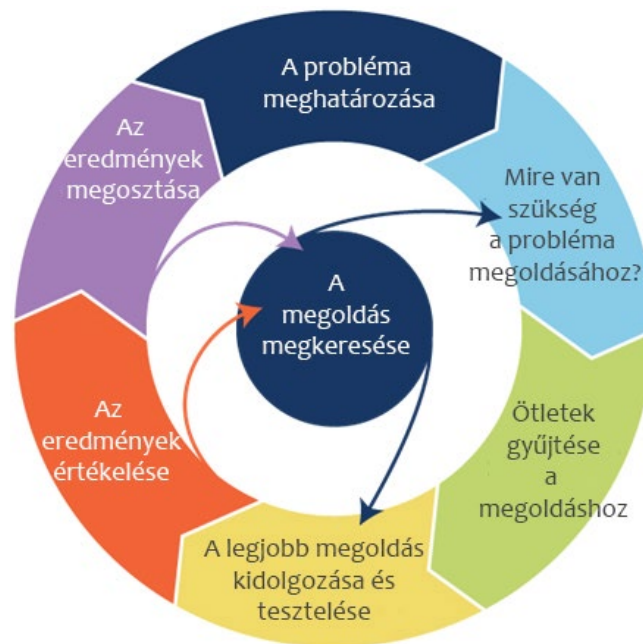 A probléma
meghatározása
Mire van
szükség
a probléma
megoldásához?
Ötletek
gyűjtése
a
megoldáshoz
A legjobb megoldás
kidolgozása és
tesztelése
Az
eredmények
értékelése
Az
eredmények
megosztása
A
megoldás
megkeresése